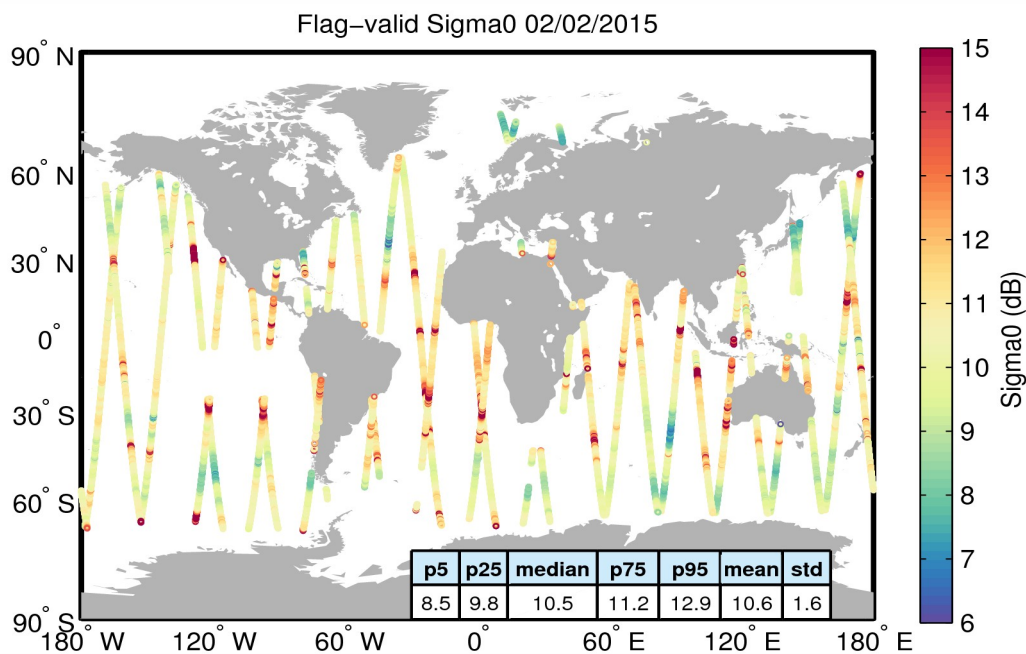 Flag−valid Sigma0 02/02/2015
90° N
60° N
30° N
0°
30° S
60° S
90° S
180° W
120° W
60° W
0°
60° E
120° E
180° E
p5 p25 median p75 p95 mean std
8.5 9.8 10.5 11.2 12.9 10.6 1.6
15
14
13
12
11
10
9
8
7
6
Sigma0 (dB)